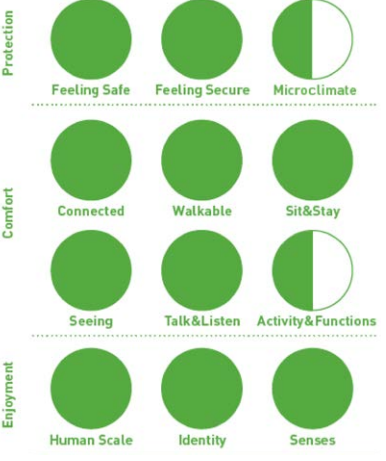 Protection
Feeling Safe
Feeling Secure
Microclimate
Comfort
Connected
Walkable
Sit&Stay
Seeing
Talk&Listen
Activity&Functions
Enjoyment
Human Scale
Identity
Senses